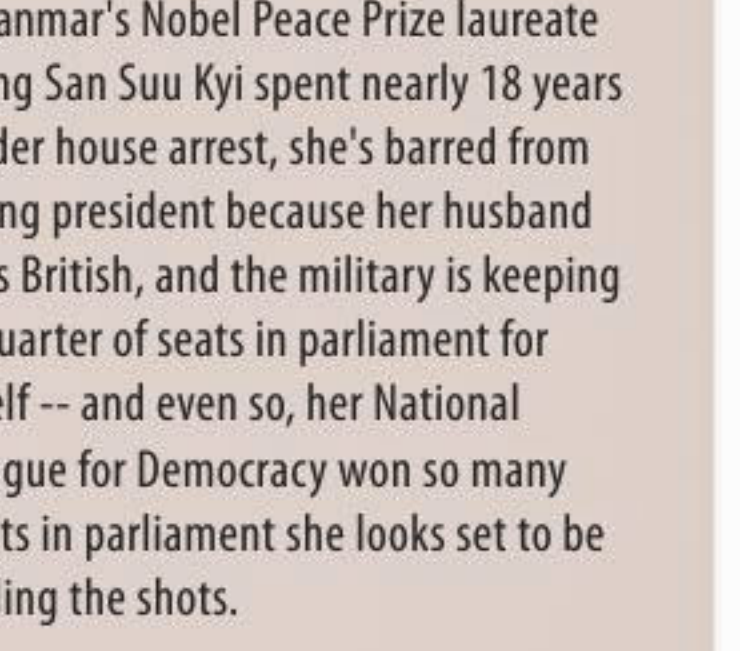 anmar's Nobel Peace Prize laureate
ng San Suu Kyi spent nearly 18 years
der house arrest, she's barred from
ng president because her husband
s British, and the military is keeping
uarter of seats in parliament for
elf -- and even so, her National
gue for Democracy won so many
ts in parliament she looks set to be
ling the shots.